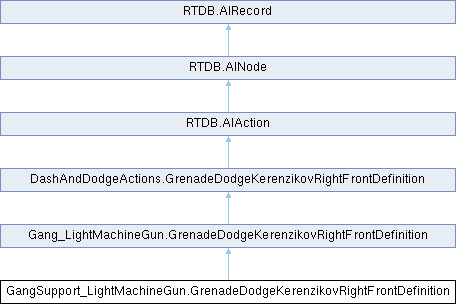 RTDB.AIRecord
RTDB.AINode
RTDB.AIAction
DashAndDodgeActions.GrenadeDodgeKerenzikovRightFrontDefinition
Gang_LightMachineGun.GrenadeDodgeKerenzikovRightFrontDefinition
GangSupport_LightMachineGun.GrenadeDodgeKerenzikovRightFrontDefinition